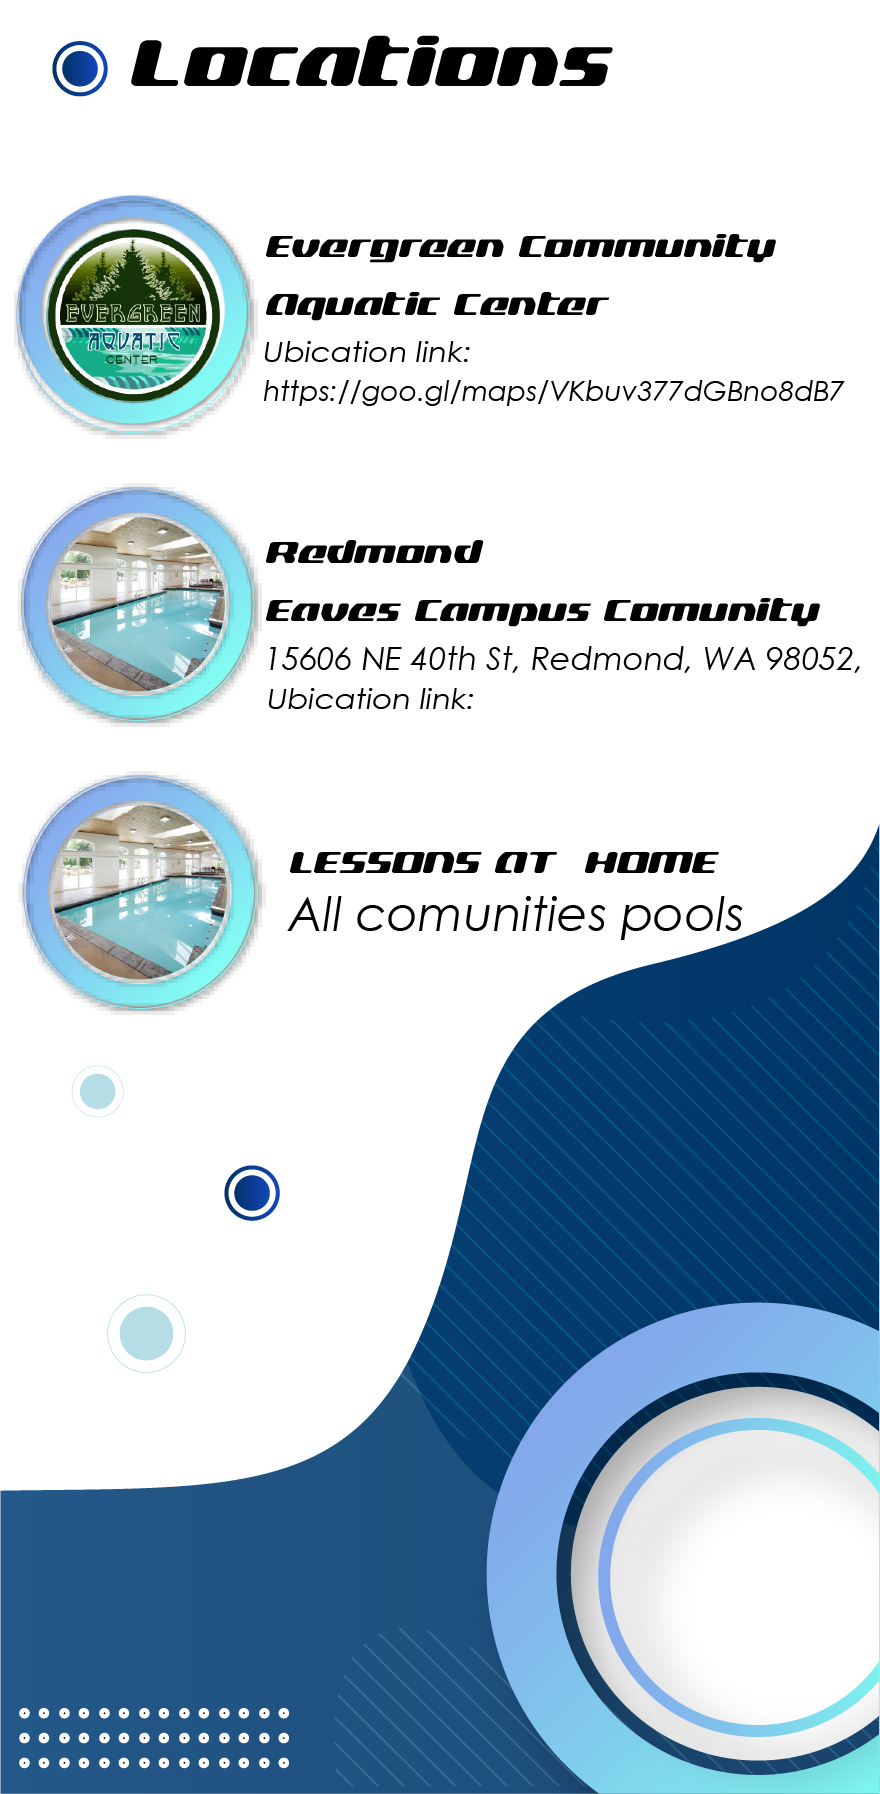 Locations
EVERGREEN
AQUATIC
CENTER
Evergreen Community
Aquatic Center
Ubication link:
https://goo.gl/maps/VKbuv377dGBno8dB7
Redmond
Eaves Campus Comunity
15606 NE 40th St, Redmond, WA 98052,
Ubication link:
LESSONS AT HOME
All comunities pools